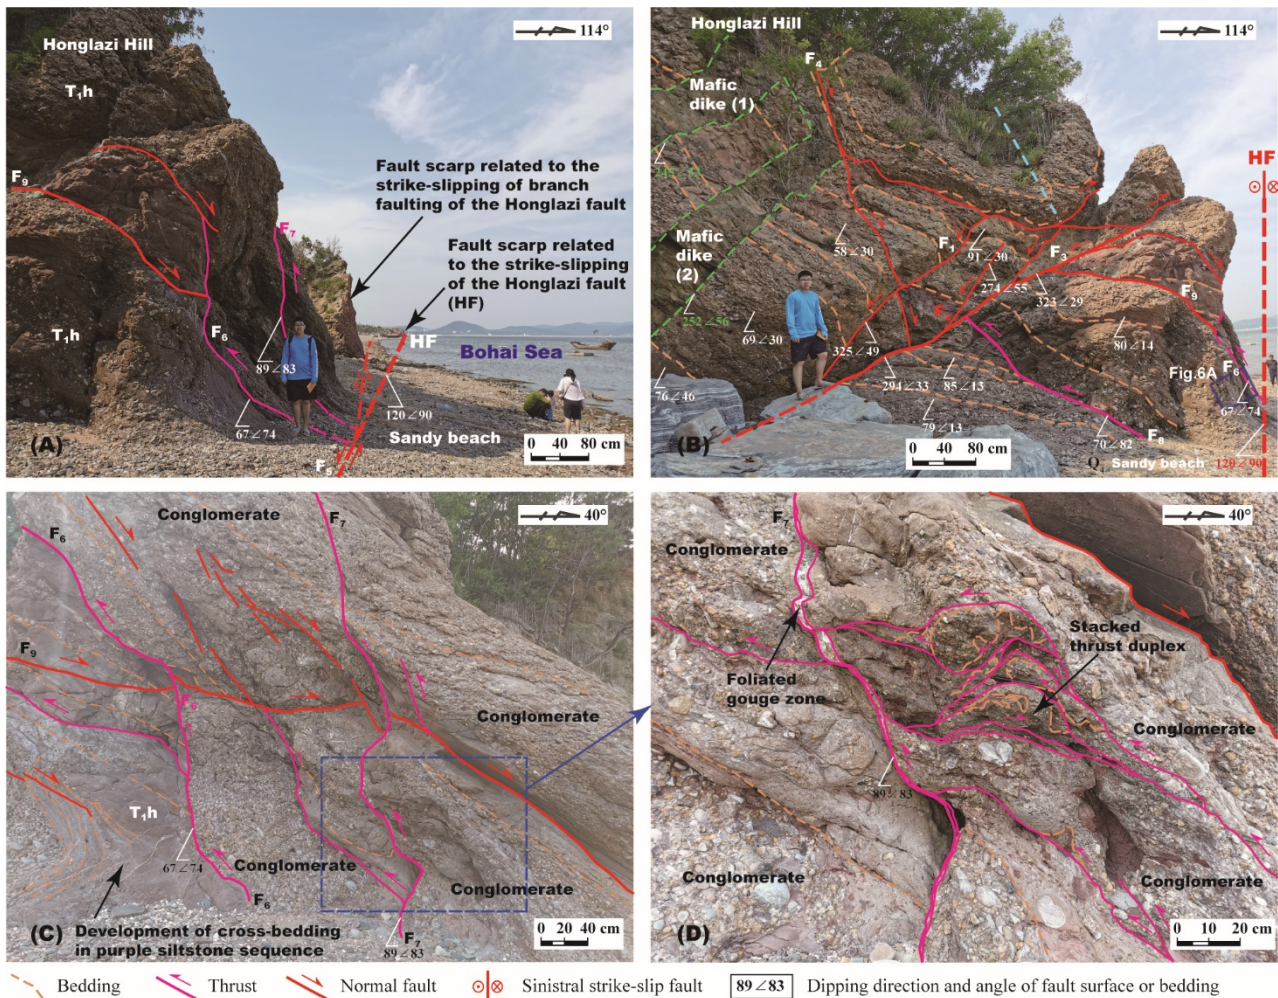 Honglazi Hill
T₁h
114°
F₉
F₇
Fault scarp related to the
strike-slipping of branch
faulting of the Honglazi fault
Fault scarp related
to the strike-slipping
of the Honglazi fault
(HF)
HF
Bohai Sea
T₁h
F₆
89∠83
120∠90
67∠74
Sandy beach
F₅
(A)
0 40 80 cm
Honglazi Hill
114°
F₄
Mafic
dike (1)
HF
Mafic
dike (2)
58∠30
F₁
91∠30
F₃
274∠55
323∠29
F₉
252∠56
69∠30
325∠49
80∠14
Fig.6A
F₆
294∠33
85∠13
76∠46
67∠74
79∠13
70∠82
F₈
Q
Sandy beach
120∠90
(B)
0 40 80 cm
Conglomerate
40°
F₇
F₆
F₉
F₆
Conglomerate
T₁h
67∠74
Conglomerate
Conglomerate
F₆
Development of cross-bedding
in purple siltstone sequence
F₇
89∠83
(C)
0 20 40 cm
F₇
40°
Conglomerate
Stacked
thrust duplex
Foliated
gouge zone
Conglomerate
89∠83
Conglomerate
Conglomerate
(D)
0 10 20 cm
Bedding
Thrust
Normal fault
Sinistral strike-slip fault
89∠83
Dipping direction and angle of fault surface or bedding